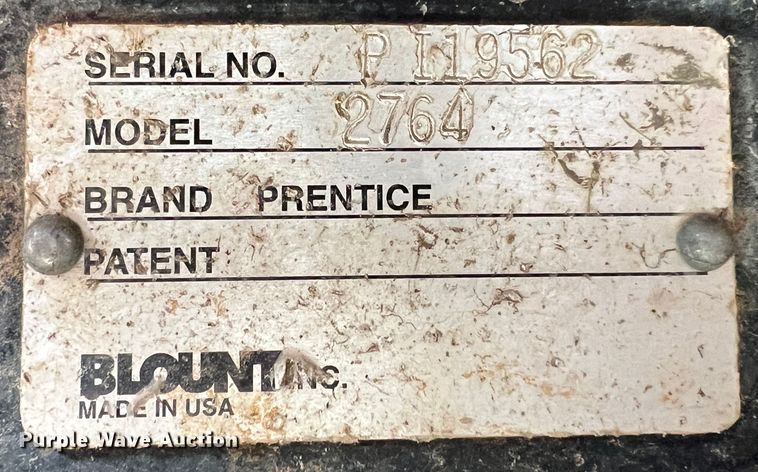 SERIAL NO. P I19562
MODEL 2764
BRAND PRENTICE
PATENT
BLOUNT INC.
MADE IN USA
Purple Wave Auction